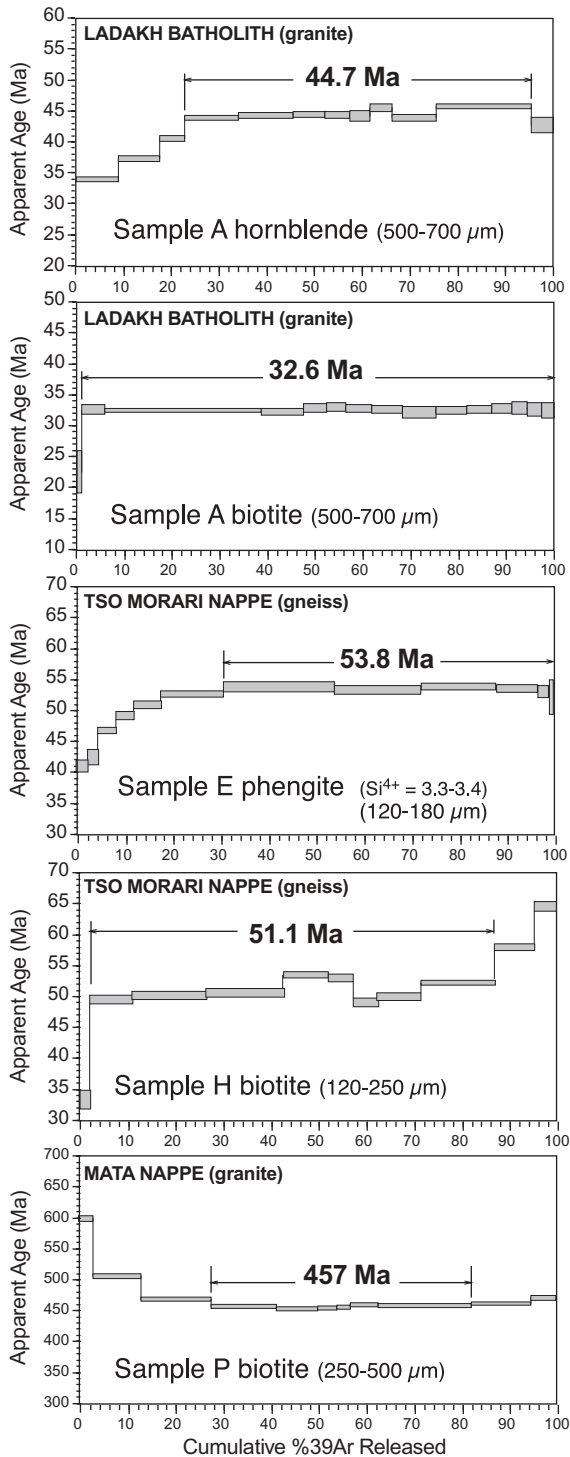 LADAKH BATHOLITH (granite)
44.7 Ma
Sample A hornblende (500-700 µm)
Apparent Age (Ma)
60
55
50
45
40
35
30
25
20
0 10 20 30 40 50 60 70 80 90 100
LADAKH BATHOLITH (granite)
32.6 Ma
Sample A biotite (500-700 µm)
Apparent Age (Ma)
50
45
40
35
30
25
20
15
10
0 10 20 30 40 50 60 70 80 90 100
TSO MORARI NAPPE (gneiss)
53.8 Ma
Sample E phengite (Si⁴⁺ = 3.3-3.4)
(120-180 µm)
Apparent Age (Ma)
70
65
60
55
50
45
40
35
30
0 10 20 30 40 50 60 70 80 90 100
TSO MORARI NAPPE (gneiss)
51.1 Ma
Sample H biotite (120-250 µm)
Apparent Age (Ma)
70
65
60
55
50
45
40
35
30
0 10 20 30 40 50 60 70 80 90 100
MATA NAPPE (granite)
457 Ma
Sample P biotite (250-500 µm)
Apparent Age (Ma)
700
650
600
550
500
450
400
350
300
0 10 20 30 40 50 60 70 80 90 100
Cumulative %39Ar Released